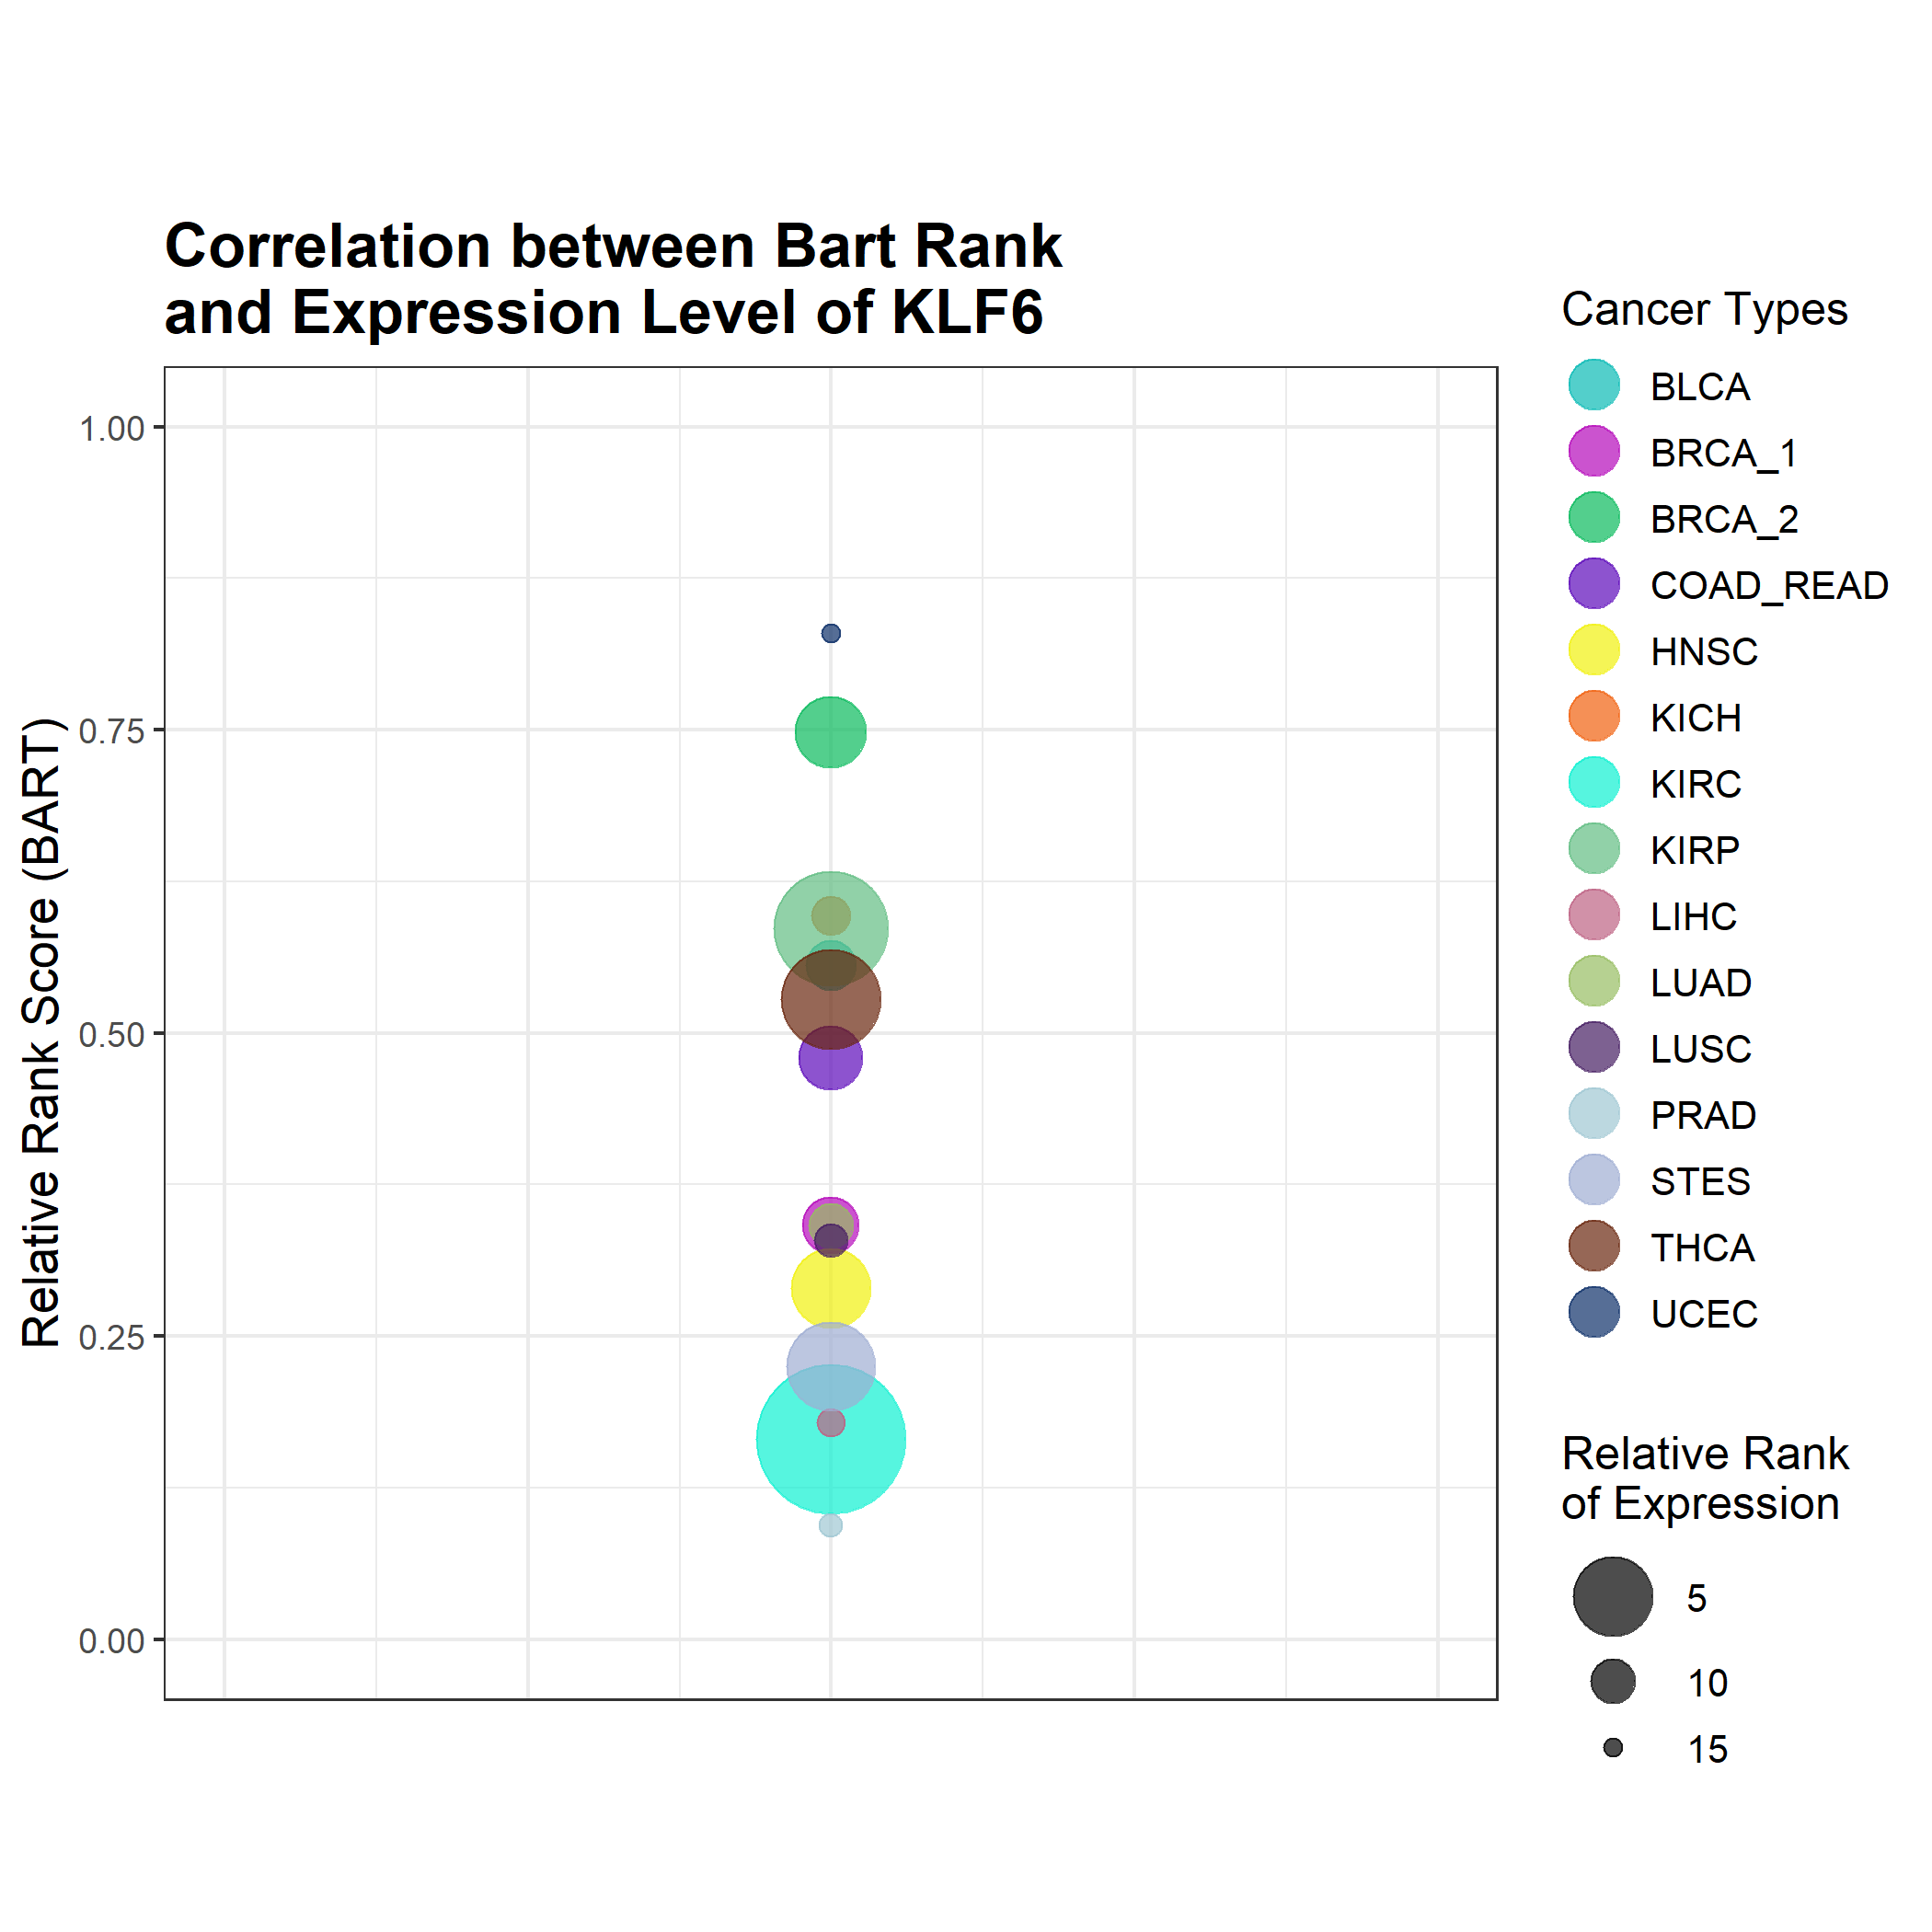 Correlation between Bart Rank
and Expression Level of KLF6
Relative Rank Score (BART)
1.00
0.75
0.50
0.25
0.00
Cancer Types
BLCA
BRCA_1
BRCA_2
COAD_READ
HNSC
KICH
KIRC
KIRP
LIHC
LUAD
LUSC
PRAD
STES
THCA
UCEC
Relative Rank
of Expression
5
10
15